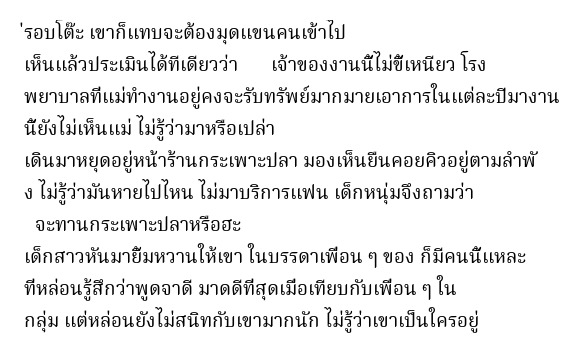 ่รอบโต๊ะ เขาก็แทบจะต้องมุดแขนคนเข้าไป
เห็นแล้วประเมินได้ทีเดียวว่า เจ้าของงานนี้ไม่ขี้เหนียว โรง
พยาบาลที่แม่ทำงานอยู่คงจะรับทรัพย์มากมายเอาการในแต่ละปีมางาน
นี้ยังไม่เห็นแม่ ไม่รู้ว่ามาหรือเปล่า
เดินมาหยุดอยู่หน้าร้านกระเพาะปลา มองเห็นยืนคอยคิวอยู่ตามลำพั
ง ไม่รู้ว่ามันหายไปไหน ไม่มาบริการแฟน เด็กหนุ่มจึงถามว่า
จะทานกระเพาะปลาหรือฮะ
เด็กสาวหันมายิ้มหวานให้เขา ในบรรดาเพื่อน ๆ ของ ก็มีคนนี้แหละ
ที่หล่อนรู้สึกว่าพูดจาดี มาดดีที่สุดเมื่อเทียบกับเพื่อน ๆ ใน
กลุ่ม แต่หล่อนยังไม่สนิทกับเขามากนัก ไม่รู้ว่าเขาเป็นใครอยู่